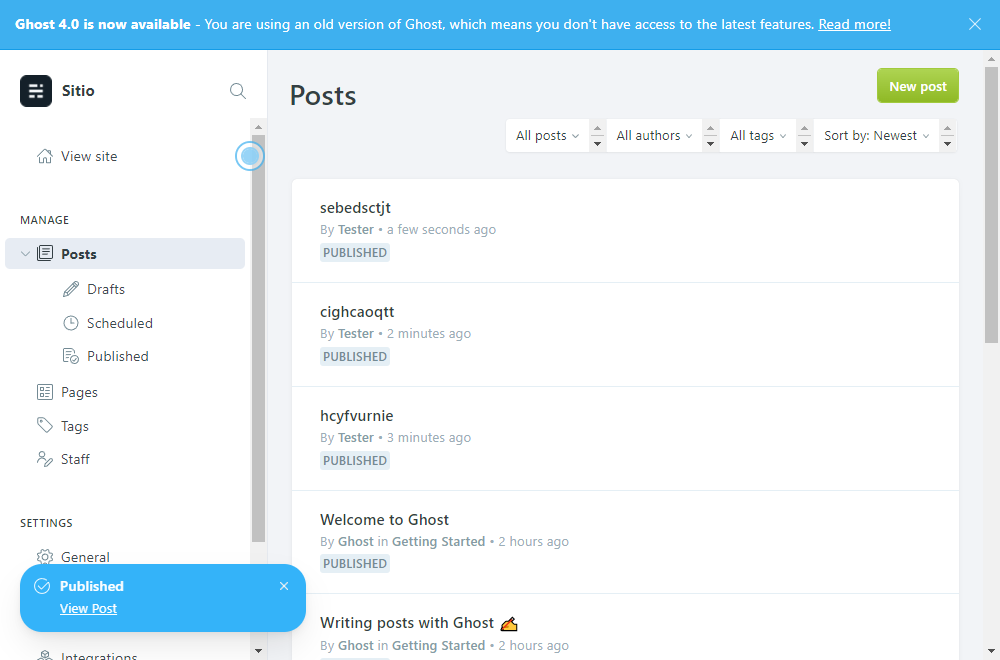 Ghost 4.0 is now available - You are using an old version of Ghost, which means you don't have access to the latest features. Read more!
Sitio
View site
MANAGE
Posts
Drafts
Scheduled
Published
Pages
Tags
Staff
SETTINGS
General
Integrations
Published
View Post
Posts
New post
All posts
All authors
All tags
Sort by: Newest
sebedsctjt
By Tester • a few seconds ago
PUBLISHED
cighcaoqtt
By Tester • 2 minutes ago
PUBLISHED
hcyfvurnie
By Tester • 3 minutes ago
PUBLISHED
Welcome to Ghost
By Ghost in Getting Started • 2 hours ago
PUBLISHED
Writing posts with Ghost ✍️
By Ghost in Getting Started • 2 hours ago